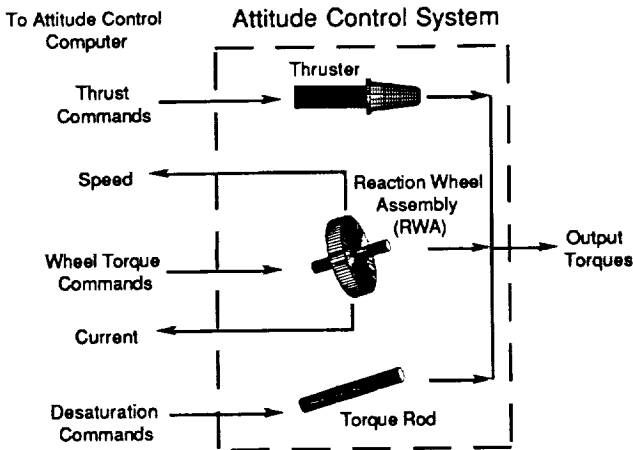 To Attitude Control
Computer
Attitude Control System
Thruster
Thrust
Commands
Speed
Reaction Wheel
Assembly
(RWA)
Wheel Torque
Commands
Output
Torques
Current
Desaturation
Commands
Torque Rod